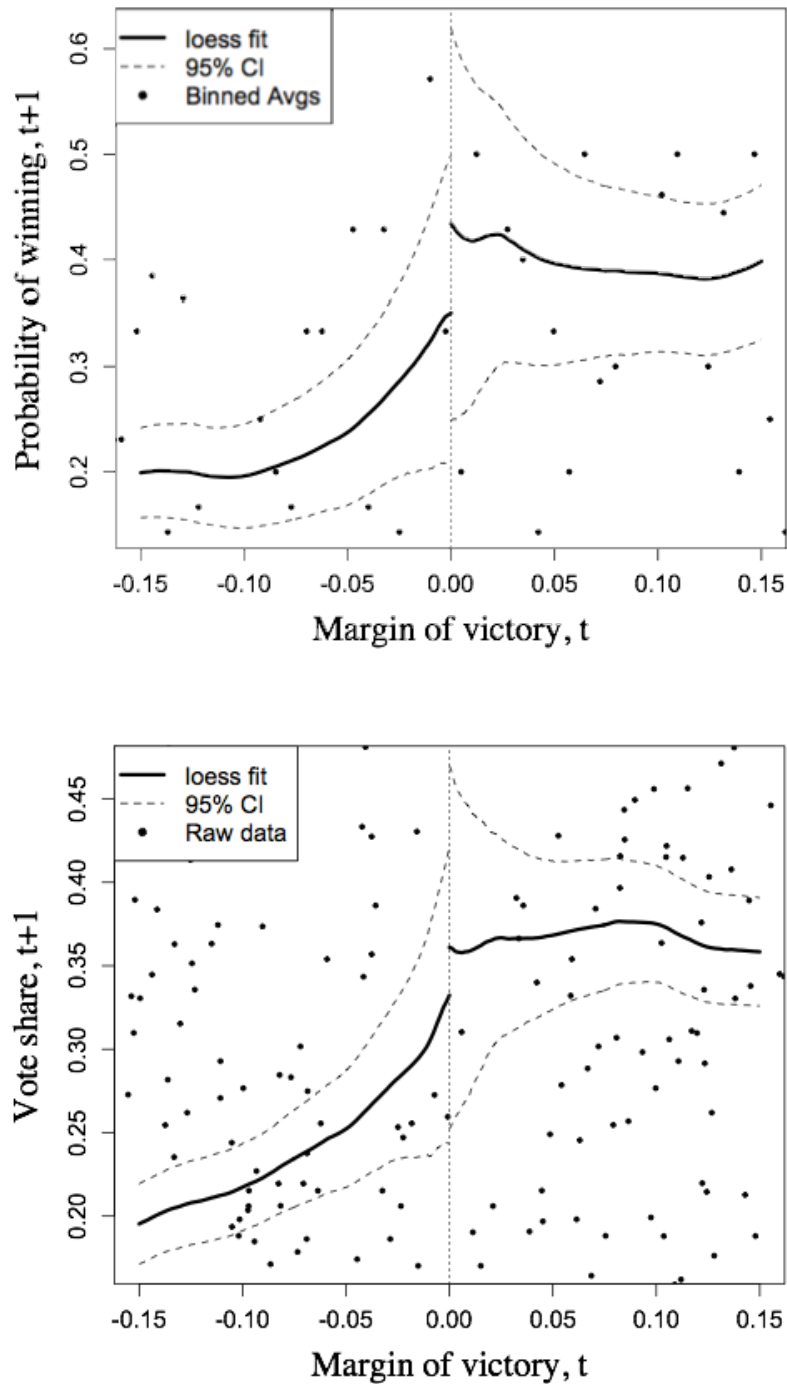 loess fit
95% CI
Binned Avgs
Probability of winning, t+1
0.6
0.5
0.4
0.3
0.2
-0.15 -0.10 -0.05 0.00 0.05 0.10 0.15
Margin of victory, t
loess fit
95% CI
Raw data
Vote share, t+1
0.45
0.40
0.35
0.30
0.25
0.20
-0.15 -0.10 -0.05 0.00 0.05 0.10 0.15
Margin of victory, t